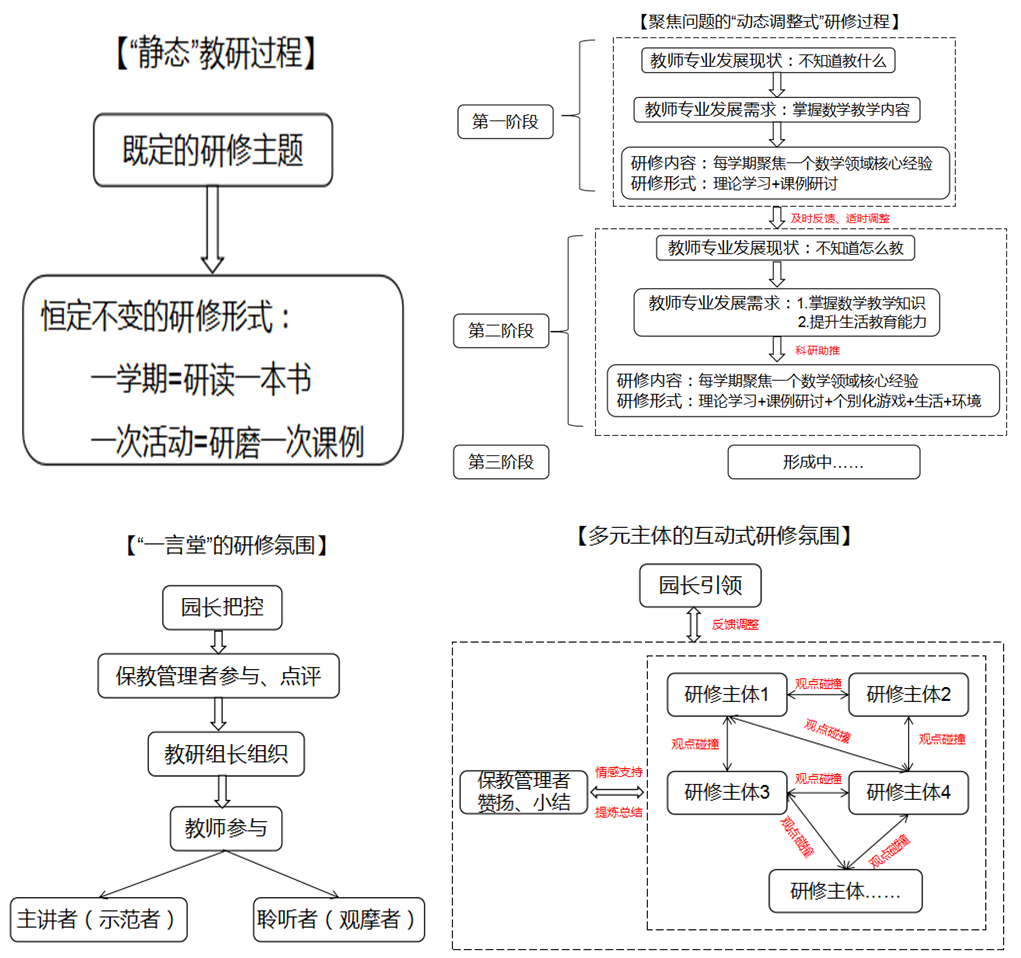 【“静态”教研过程】
既定的研修主题
恒定不变的研修形式：
一学期=研读一本书
一次活动=研磨一次课例
【聚焦问题的“动态调整式”研修过程】
第一阶段
教师专业发展现状：不知道教什么
教师专业发展需求：掌握数学教学内容
研修内容：每学期聚焦一个数学领域核心经验
研修形式：理论学习+课例研讨
及时反馈、适时调整
第二阶段
教师专业发展现状：不知道怎么教
教师专业发展需求：1.掌握数学教学知识
2.提升生活教育能力
科研助推
研修内容：每学期聚焦一个数学领域核心经验
研修形式：理论学习+课例研讨+个别化游戏+生活+环境
第三阶段
形成中……
【“一言堂”的研修氛围】
园长把控
保教管理者参与、点评
教研组长组织
教师参与
主讲者（示范者）
聆听者（观摩者）
【多元主体的互动式研修氛围】
园长引领
反馈调整
保教管理者
赞扬、小结
情感支持
提炼总结
研修主体1
观点碰撞
研修主体2
观点碰撞
观点碰撞
观点碰撞
研修主体3
观点碰撞
研修主体4
观点碰撞
观点碰撞
研修主体……